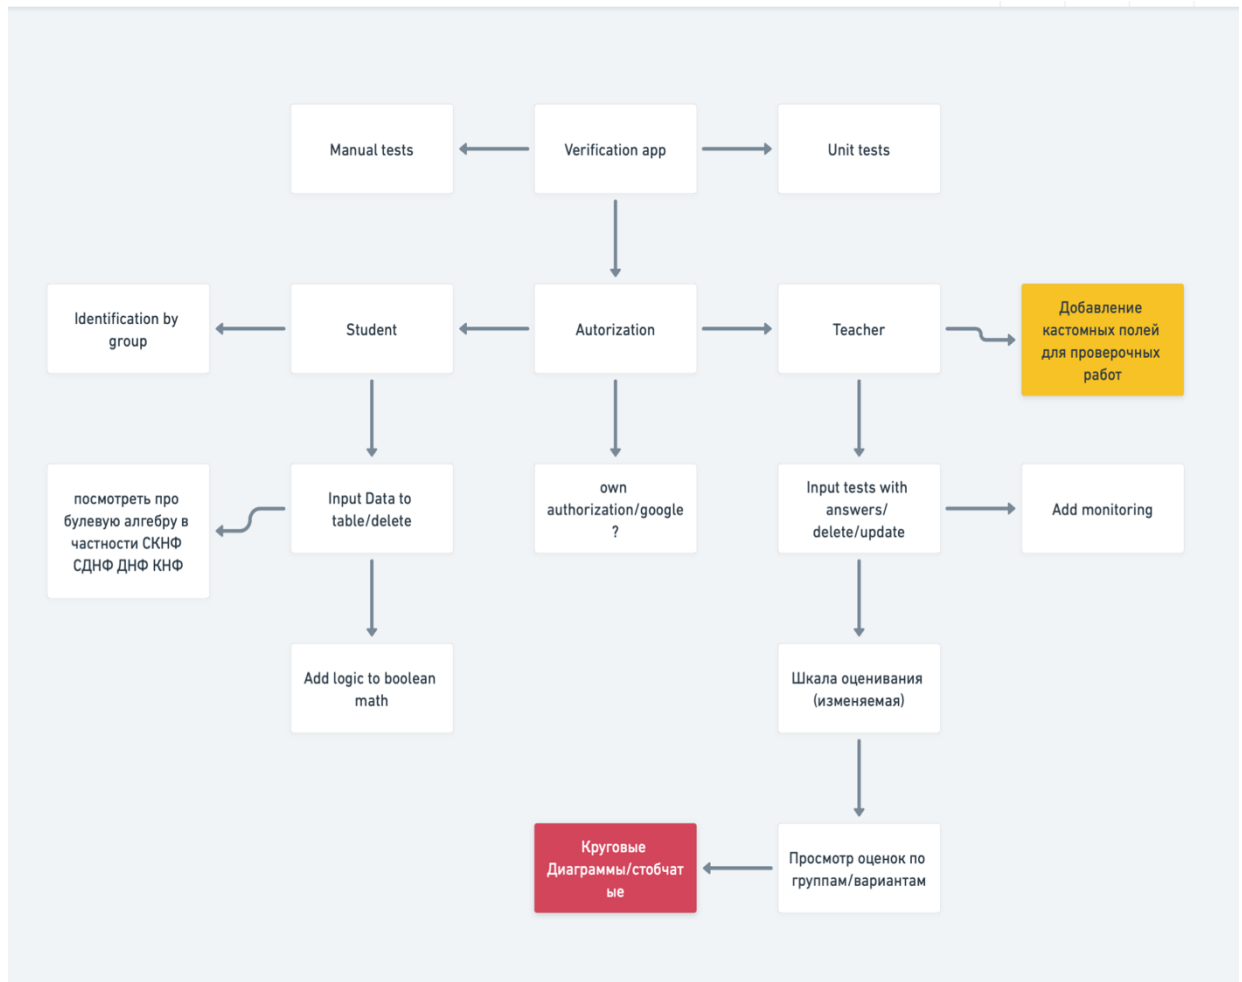 Manual tests
Verification app
Unit tests
Identification by
group
Student
Autorization
Teacher
Добавление
кастомных полей
для проверочных
работ
посмотреть про
булевую алгебру в
частности СКНФ
СДНФ ДНФ КНФ
Input Data to
table/delete
own
authorization/google
?
Input tests with
answers/
delete/update
Add monitoring
Add logic to boolean
math
Шкала оценивания
(изменяемая)
Круговые
Диаграммы/стобчат
ые
Просмотр оценок по
группам/вариантам